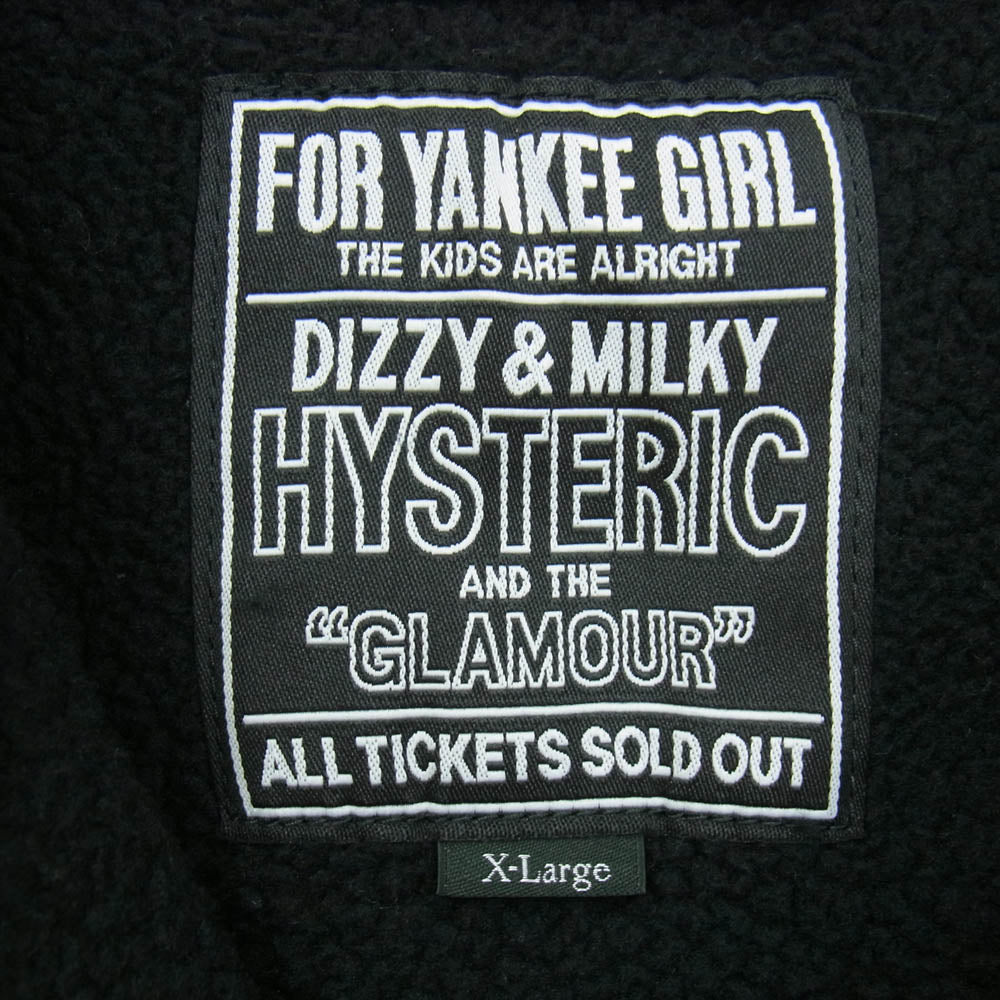 FOR YANKEE GIRL
THE KIDS ARE ALRIGHT
DIZZY & MILKY
HYSTERIC
AND THE
“GLAMOUR”
ALL TICKETS SOLD OUT
X-Large